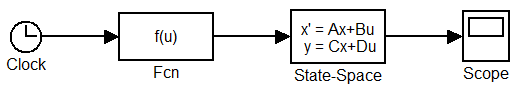 f(u)
x' = Ax+Bu
y = Cx+Du
Clock
Fcn
State-Space
Scope